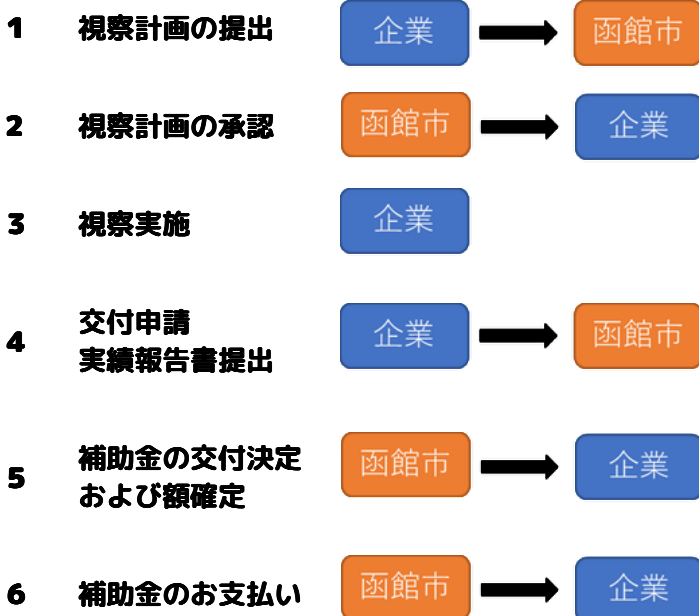 1 視察計画の提出 企業 函館市
2 視察計画の承認 函館市 企業
3 視察実施 企業
4 交付申請
実績報告書提出 企業 函館市
5 補助金の交付決定
および額確定 函館市 企業
6 補助金のお支払い 函館市 企業